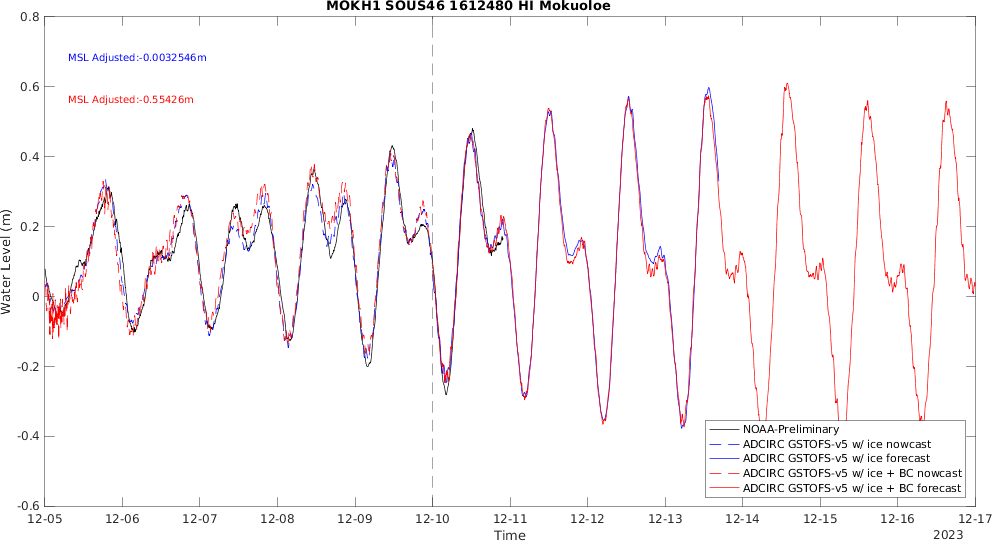 MOKH1 SOUS46 1612480 HI Mokuoloe
0.8
MSL Adjusted:-0.0032546m
MSL Adjusted:-0.55426m
0.6
0.4
0.2
0
-0.2
-0.4
-0.6
Water Level (m)
NOAA-Preliminary
ADCIRC GSTOFS-v5 w/ ice nowcast
ADCIRC GSTOFS-v5 w/ ice forecast
ADCIRC GSTOFS-v5 w/ ice + BC nowcast
ADCIRC GSTOFS-v5 w/ ice + BC forecast
12-05 12-06 12-07 12-08 12-09 12-10 12-11 12-12 12-13 12-14 12-15 12-16 12-17
Time
2023